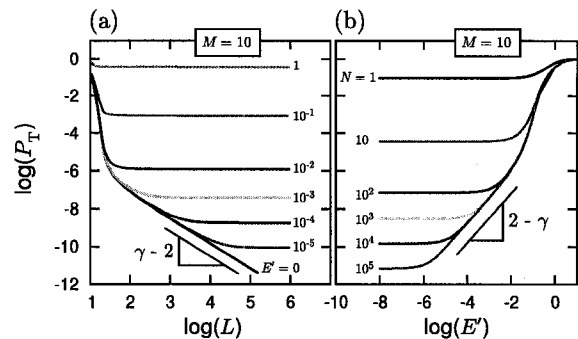 (a)
M = 10
log(P_T)
0
-2
-4
-6
-8
-10
-12
1
10^-1
10^-2
10^-3
10^-4
10^-5
E' = 0
γ - 2
1 2 3 4 5 6 7
log(L)
(b)
M = 10
N = 1
10
10^2
10^3
10^4
10^5
2 - γ
-10 -8 -6 -4 -2 0
log(E')